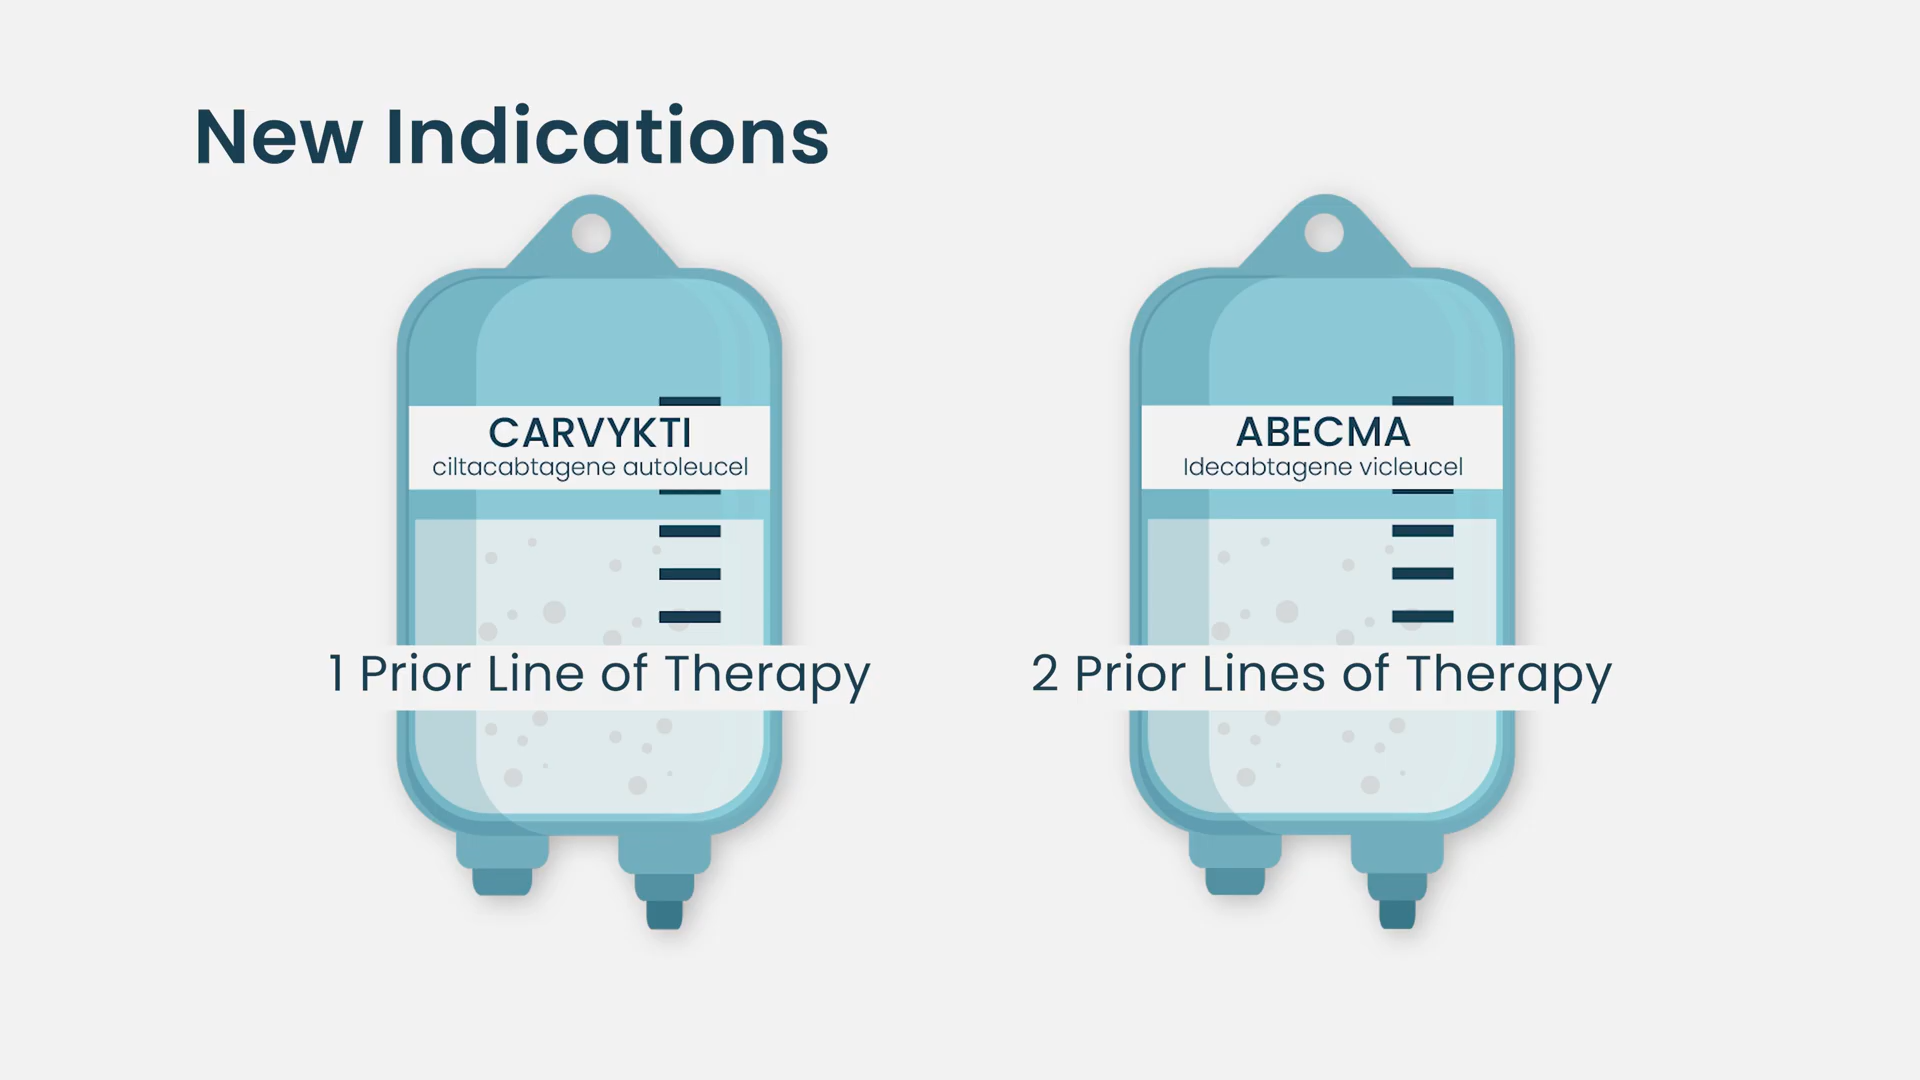 New Indications
CARVYKTI
ciltacabtagene autoleucel
1 Prior Line of Therapy
ABECMA
Idecabtagene vicleucel
2 Prior Lines of Therapy